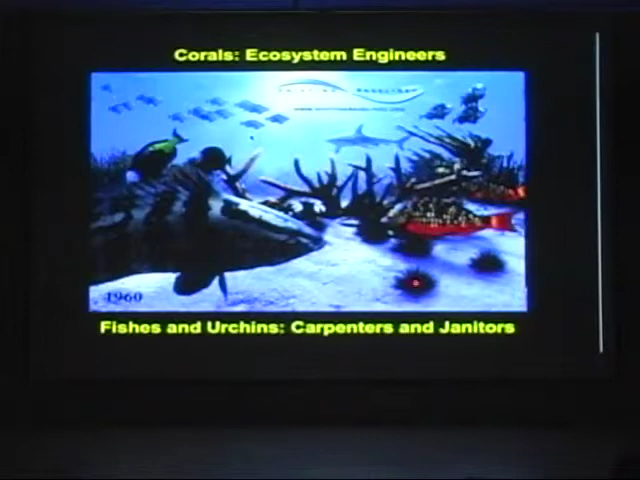 Corals: Ecosystem Engineers
1960
Fishes and Urchins: Carpenters and Janitors